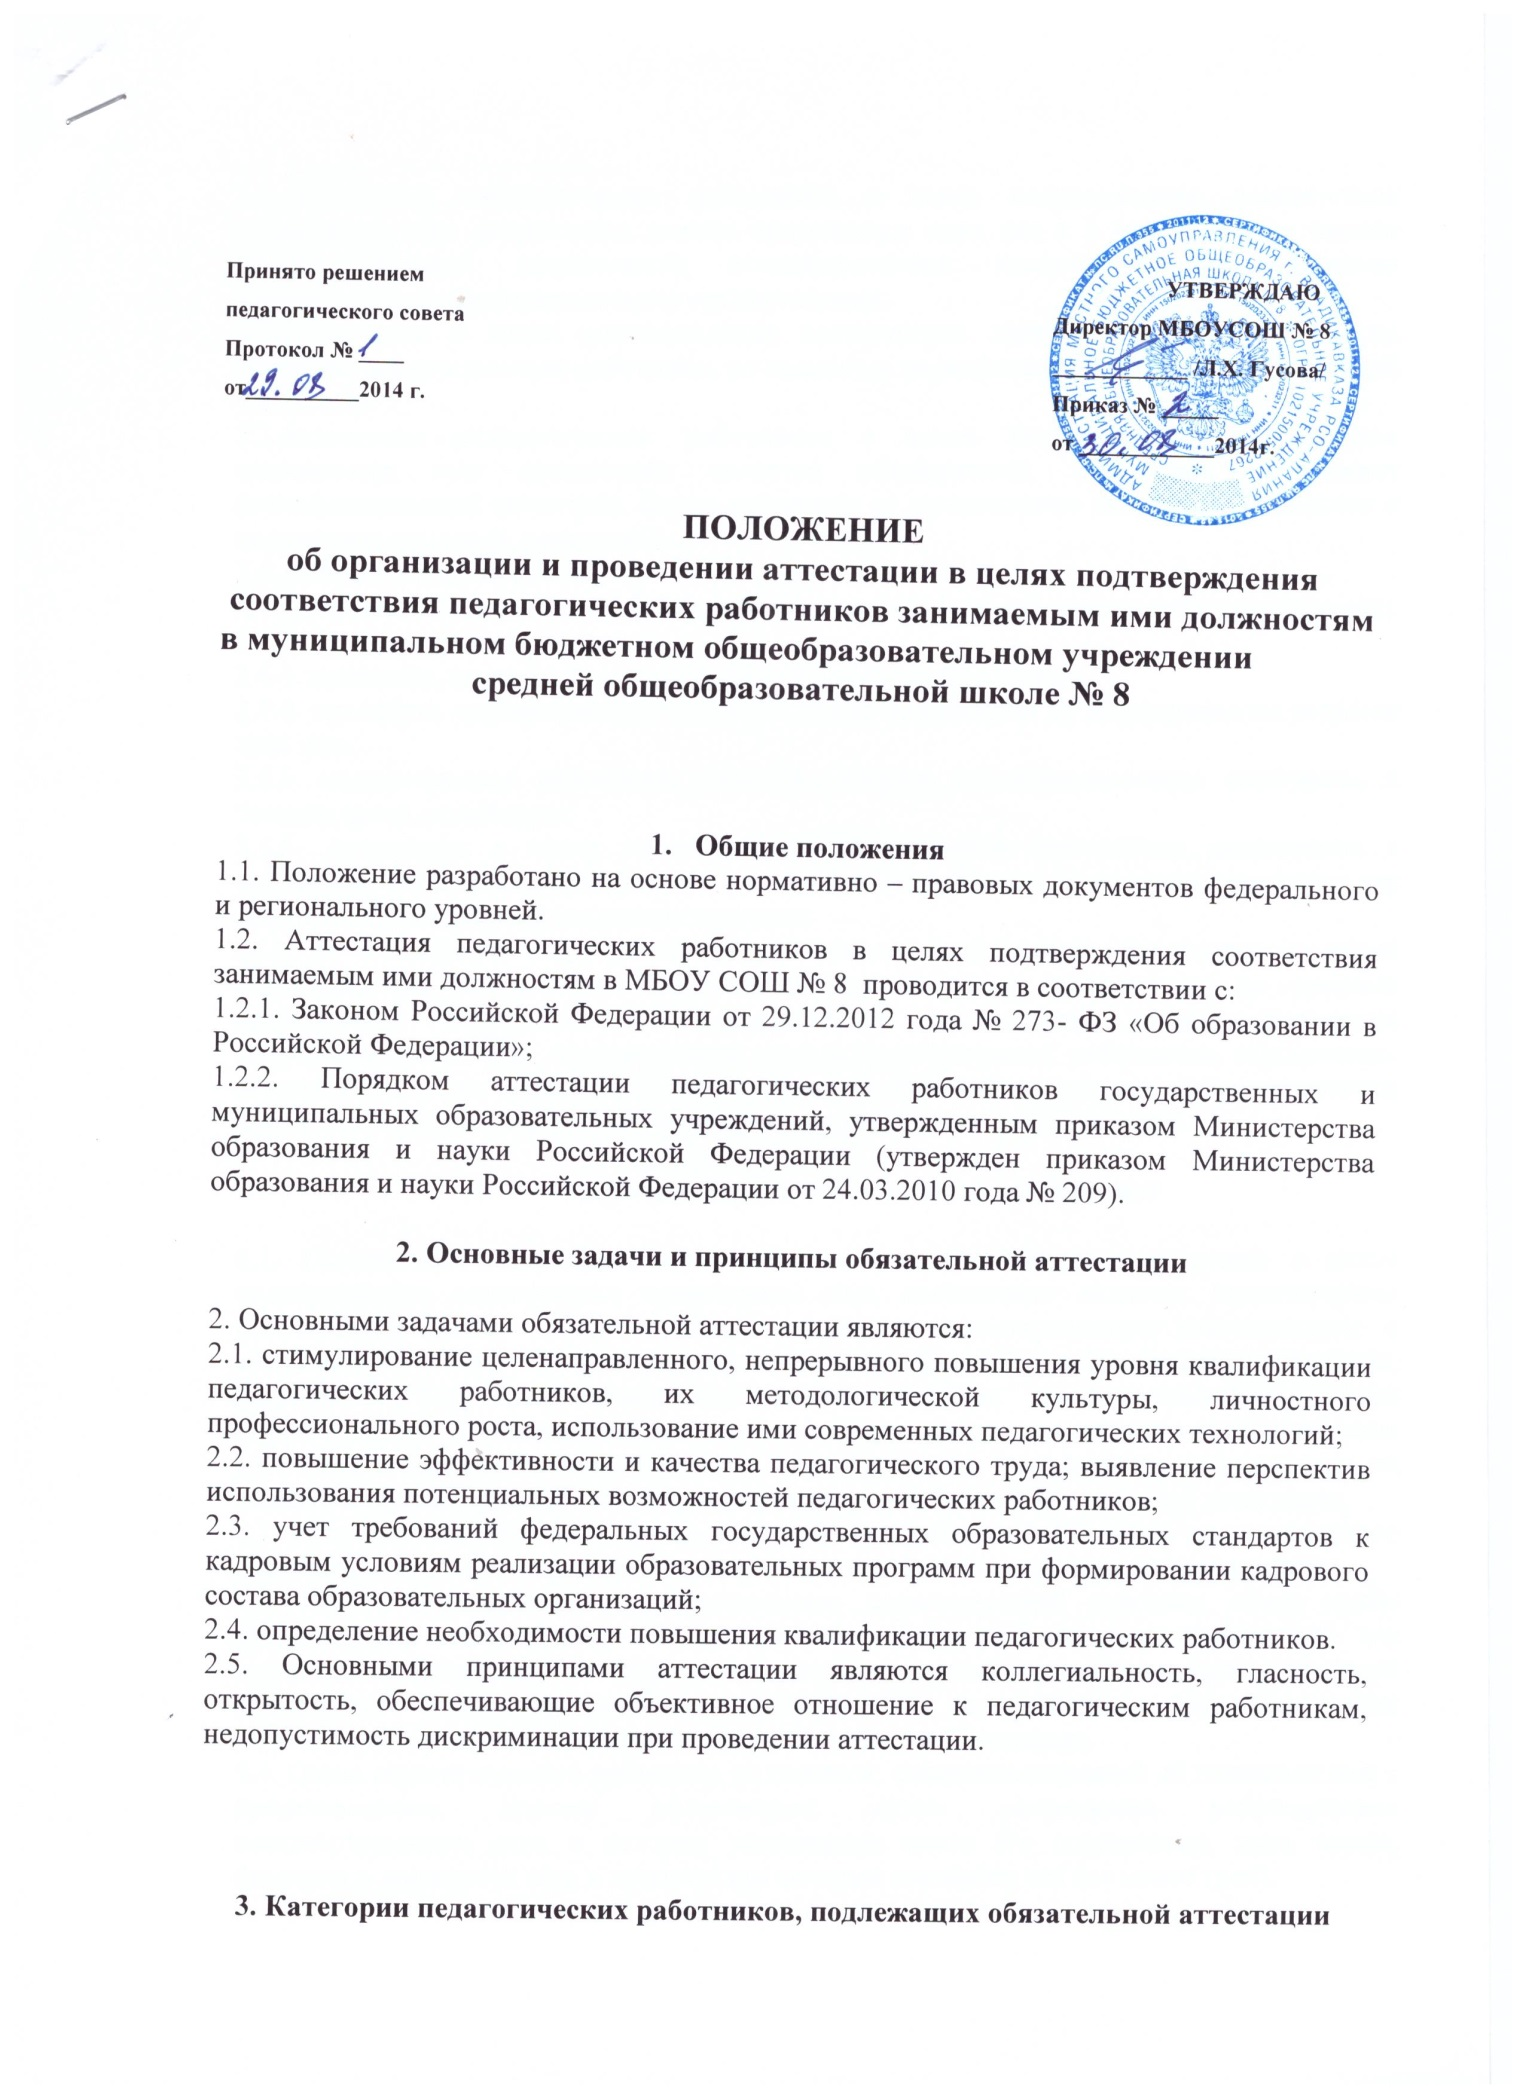 Принято решением
педагогического совета
Протокол № 1
от 29.08 2014 г.
УТВЕРЖДАЮ
Директор МБОУСОШ № 8
/Л.Х. Гусова/
Приказ № 2
от 30.08 2014г.
ПОЛОЖЕНИЕ
об организации и проведении аттестации в целях подтверждения
соответствия педагогических работников занимаемым ими должностям
в муниципальном бюджетном общеобразовательном учреждении
средней общеобразовательной школе № 8
1. Общие положения
1.1. Положение разработано на основе нормативно – правовых документов федерального
и регионального уровней.
1.2. Аттестация педагогических работников в целях подтверждения соответствия
занимаемым ими должностям в МБОУ СОШ № 8 проводится в соответствии с:
1.2.1. Законом Российской Федерации от 29.12.2012 года № 273- ФЗ «Об образовании в
Российской Федерации»;
1.2.2. Порядком аттестации педагогических работников государственных и
муниципальных образовательных учреждений, утвержденным приказом Министерства
образования и науки Российской Федерации (утвержден приказом Министерства
образования и науки Российской Федерации от 24.03.2010 года № 209).
2. Основные задачи и принципы обязательной аттестации
2. Основными задачами обязательной аттестации являются:
2.1. стимулирование целенаправленного, непрерывного повышения уровня квалификации
педагогических работников, их методологической культуры, личностного
профессионального роста, использование ими современных педагогических технологий;
2.2. повышение эффективности и качества педагогического труда; выявление перспектив
использования потенциальных возможностей педагогических работников;
2.3. учет требований федеральных государственных образовательных стандартов к
кадровым условиям реализации образовательных программ при формировании кадрового
состава образовательных организаций;
2.4. определение необходимости повышения квалификации педагогических работников.
2.5. Основными принципами аттестации являются коллегиальность, гласность,
открытость, обеспечивающие объективное отношение к педагогическим работникам,
недопустимость дискриминации при проведении аттестации.
3. Категории педагогических работников, подлежащих обязательной аттестации